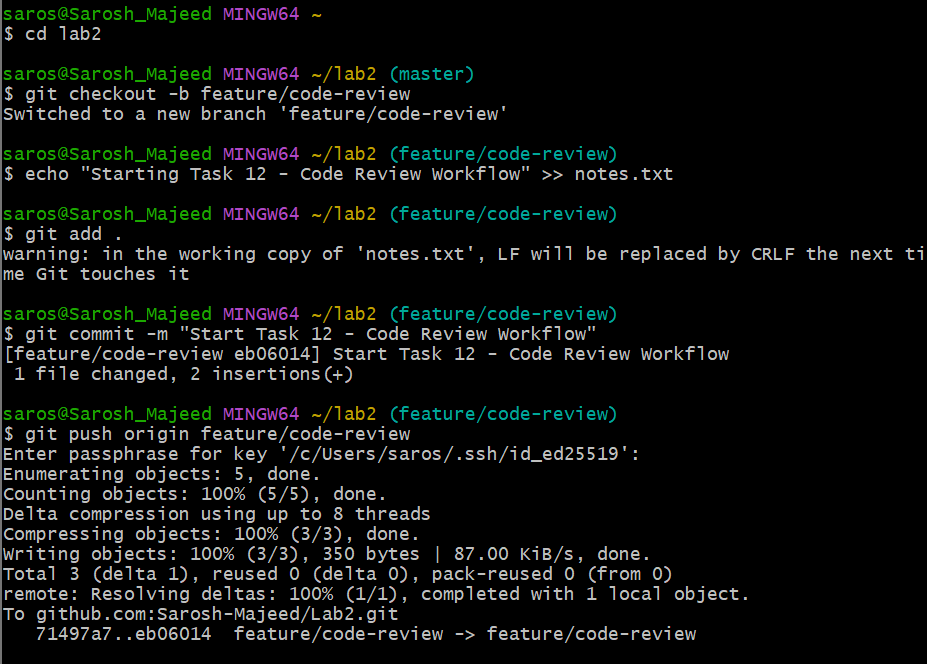 saros@Sarosh_Majeed MINGW64 ~
$ cd lab2
saros@Sarosh_Majeed MINGW64 ~/lab2 (master)
$ git checkout -b feature/code-review
Switched to a new branch 'feature/code-review'
saros@Sarosh_Majeed MINGW64 ~/lab2 (feature/code-review)
$ echo "Starting Task 12 - Code Review Workflow" >> notes.txt
saros@Sarosh_Majeed MINGW64 ~/lab2 (feature/code-review)
$ git add .
warning: in the working copy of 'notes.txt', LF will be replaced by CRLF the next ti
me Git touches it
saros@Sarosh_Majeed MINGW64 ~/lab2 (feature/code-review)
$ git commit -m "Start Task 12 - Code Review Workflow"
[feature/code-review eb06014] Start Task 12 - Code Review Workflow
 1 file changed, 2 insertions(+)
saros@Sarosh_Majeed MINGW64 ~/lab2 (feature/code-review)
$ git push origin feature/code-review
Enter passphrase for key '/c/Users/saros/.ssh/id_ed25519':
Enumerating objects: 5, done.
Counting objects: 100% (5/5), done.
Delta compression using up to 8 threads
Compressing objects: 100% (3/3), done.
Writing objects: 100% (3/3), 350 bytes | 87.00 KiB/s, done.
Total 3 (delta 1), reused 0 (delta 0), pack-reused 0 (from 0)
remote: Resolving deltas: 100% (1/1), completed with 1 local object.
To github.com:Sarosh-Majeed/Lab2.git
   71497a7..eb06014  feature/code-review -> feature/code-review